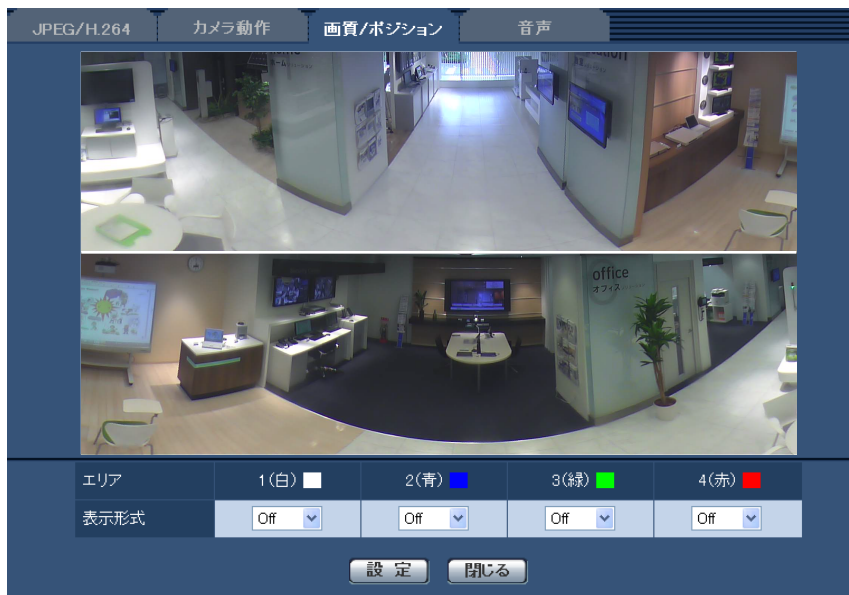 JPEG/H.264 カメラ動作 画質/ポジション 音声
office
オフィス
エリア 1(白) 2(青) 3(緑) 4(赤)
表示形式 Off Off Off Off
設 定 閉じる